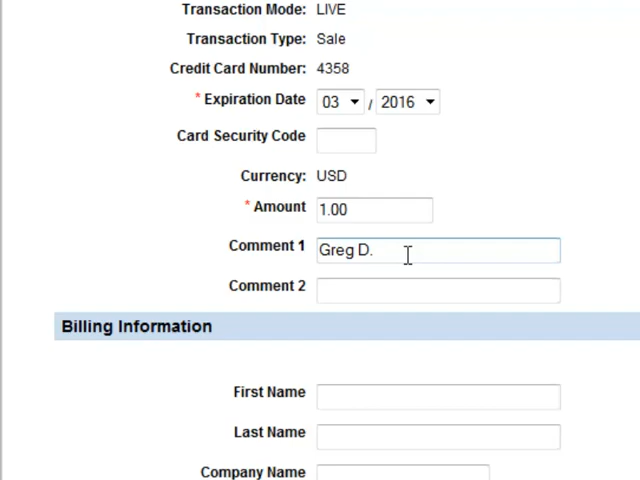 Transaction Mode: LIVE
Transaction Type: Sale
Credit Card Number: 4358
* Expiration Date 03 / 2016
Card Security Code
Currency: USD
* Amount 1.00
Comment 1 Greg D.
Comment 2
Billing Information
First Name
Last Name
Company Name